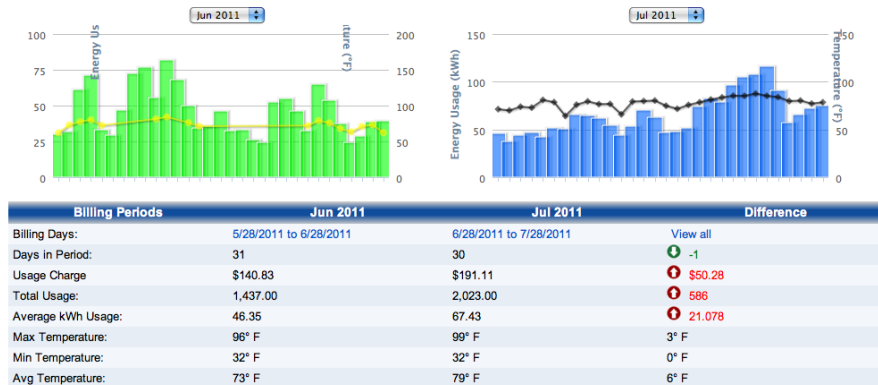 Jun 2011
Jul 2011
100
75
50
25
0
Energy Us
200
150
100
50
0
ature (°F)
150
100
50
0
Energy Usage (kWh)
50
00
50
0
Temperature (°F)
Billing Periods Jun 2011 Jul 2011 Difference
Billing Days: 5/28/2011 to 6/28/2011 6/28/2011 to 7/28/2011 View all
Days in Period: 31 30 -1
Usage Charge $140.83 $191.11 $50.28
Total Usage: 1,437.00 2,023.00 586
Average kWh Usage: 46.35 67.43 21.078
Max Temperature: 96° F 99° F 3° F
Min Temperature: 32° F 32° F 0° F
Avg Temperature: 73° F 79° F 6° F